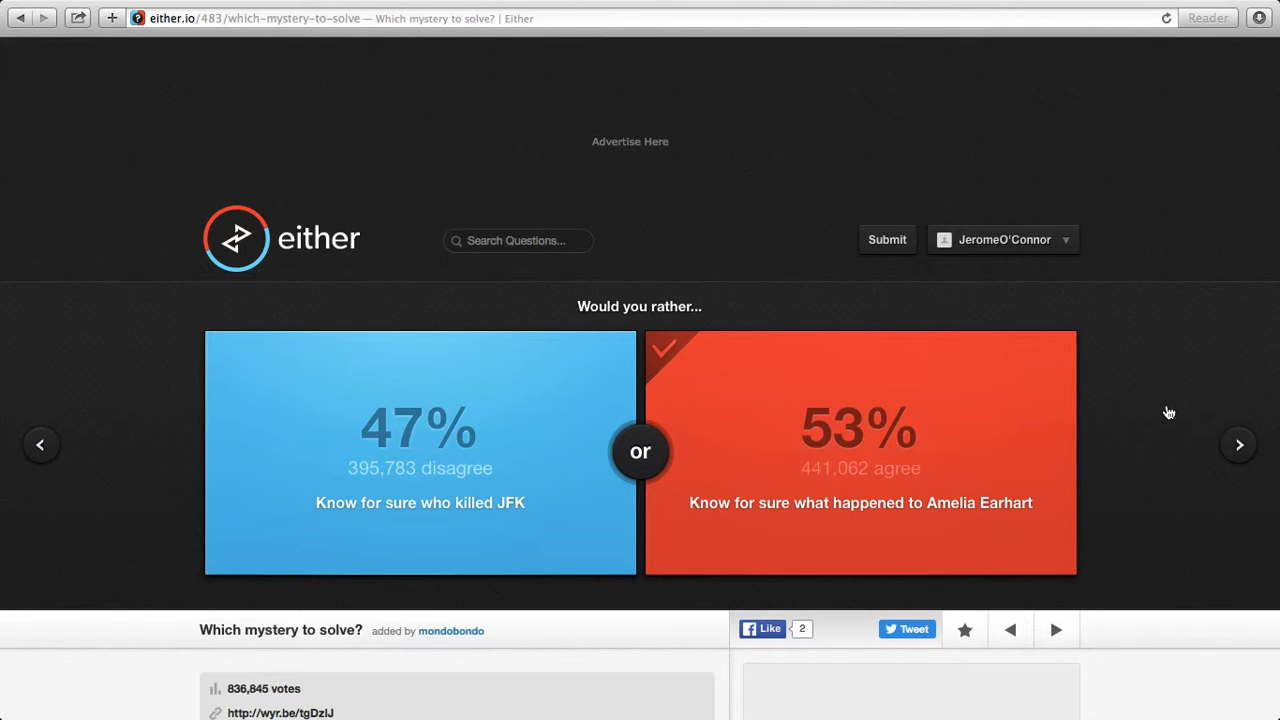 either.io/483/which-mystery-to-solve — Which mystery to solve? | Either
Reader
Advertise Here
either
Search Questions...
Submit
JeromeO'Connor
Would you rather...
47%
395,783 disagree
Know for sure who killed JFK
or
53%
441,062 agree
Know for sure what happened to Amelia Earhart
Which mystery to solve? added by mondobondo
Like
2
Tweet
836,845 votes
http://wyr.be/tgDzIJ